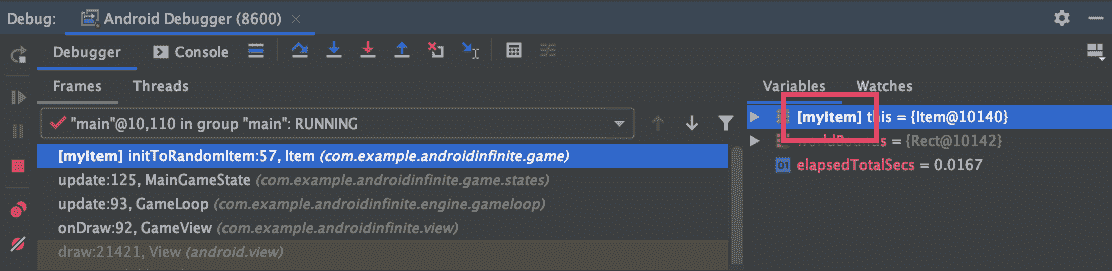 Debug: Android Debugger (8600)
Debugger Console
Frames Threads
Variables Watches
"main"@10,110 in group "main": RUNNING
[myItem] this = {Item@10140}
[myItem] initToRandomItem:57, Item (com.example.androidinfinite.game)
= {Rect@10142}
update:125, MainGameState (com.example.androidinfinite.game.states)
01 elapsedTotalSecs = 0.0167
update:93, GameLoop (com.example.androidinfinite.engine.gameloop)
onDraw:92, GameView (com.example.androidinfinite.view)
draw:21421, View (android.view)